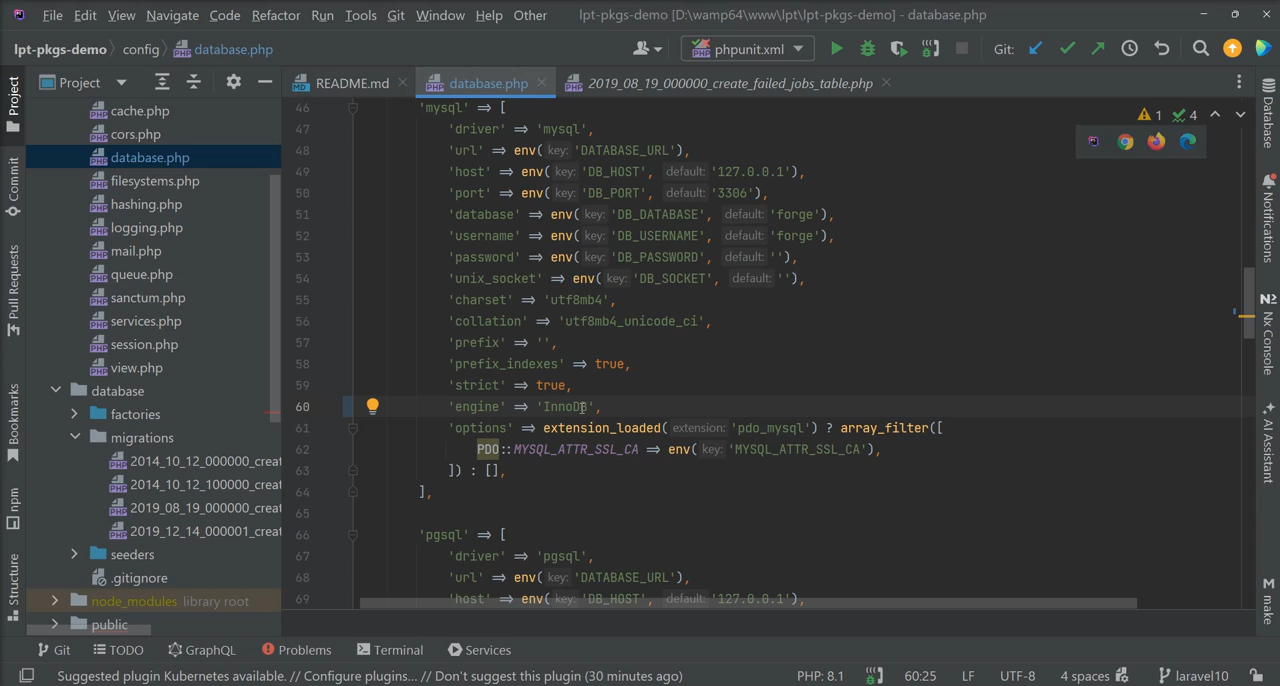 File Edit View Navigate Code Refactor Run Tools Git Window Help Other lpt-pkgs-demo [D:\wamp64\www\lpt\lpt-pkgs-demo] - database.php
lpt-pkgs-demo config database.php phpunit.xml Git:
Project README.md database.php 2019_08_19_000000_create_failed_jobs_table.php
Project
Commit
Pull Requests
Bookmarks
npm
Structure
cache.php
cors.php
database.php
filesystems.php
hashing.php
logging.php
mail.php
queue.php
sanctum.php
services.php
session.php
view.php
database
factories
migrations
2014_10_12_000000_creat
2014_10_12_100000_creat
2019_08_19_000000_creat
2019_12_14_000001_creat
seeders
.gitignore
node_modules library root
public
1 4
46 'mysql' => [
47 'driver' => 'mysql',
48 'url' => env( key: 'DATABASE_URL'),
49 'host' => env( key: 'DB_HOST', default: '127.0.0.1'),
50 'port' => env( key: 'DB_PORT', default: '3306'),
51 'database' => env( key: 'DB_DATABASE', default: 'forge'),
52 'username' => env( key: 'DB_USERNAME', default: 'forge'),
53 'password' => env( key: 'DB_PASSWORD', default: ''),
54 'unix_socket' => env( key: 'DB_SOCKET', default: ''),
55 'charset' => 'utf8mb4',
56 'collation' => 'utf8mb4_unicode_ci',
57 'prefix' => '',
58 'prefix_indexes' => true,
59 'strict' => true,
60 'engine' => 'InnoDB',
61 'options' => extension_loaded( extension: 'pdo_mysql') ? array_filter([
62 PDO::MYSQL_ATTR_SSL_CA => env( key: 'MYSQL_ATTR_SSL_CA'),
63 ]) : [],
64 ],
65
66 'pgsql' => [
67 'driver' => 'pgsql',
68 'url' => env( key: 'DATABASE_URL'),
69 'host' => env( key: 'DB_HOST', default: '127.0.0.1'),
Database
Notifications
Nx Console
AI Assistant
M make
Git TODO GraphQL Problems Terminal Services
Suggested plugin Kubernetes available. // Configure plugins... // Don't suggest this plugin (30 minutes ago) PHP: 8.1 60:25 LF UTF-8 4 spaces laravel10